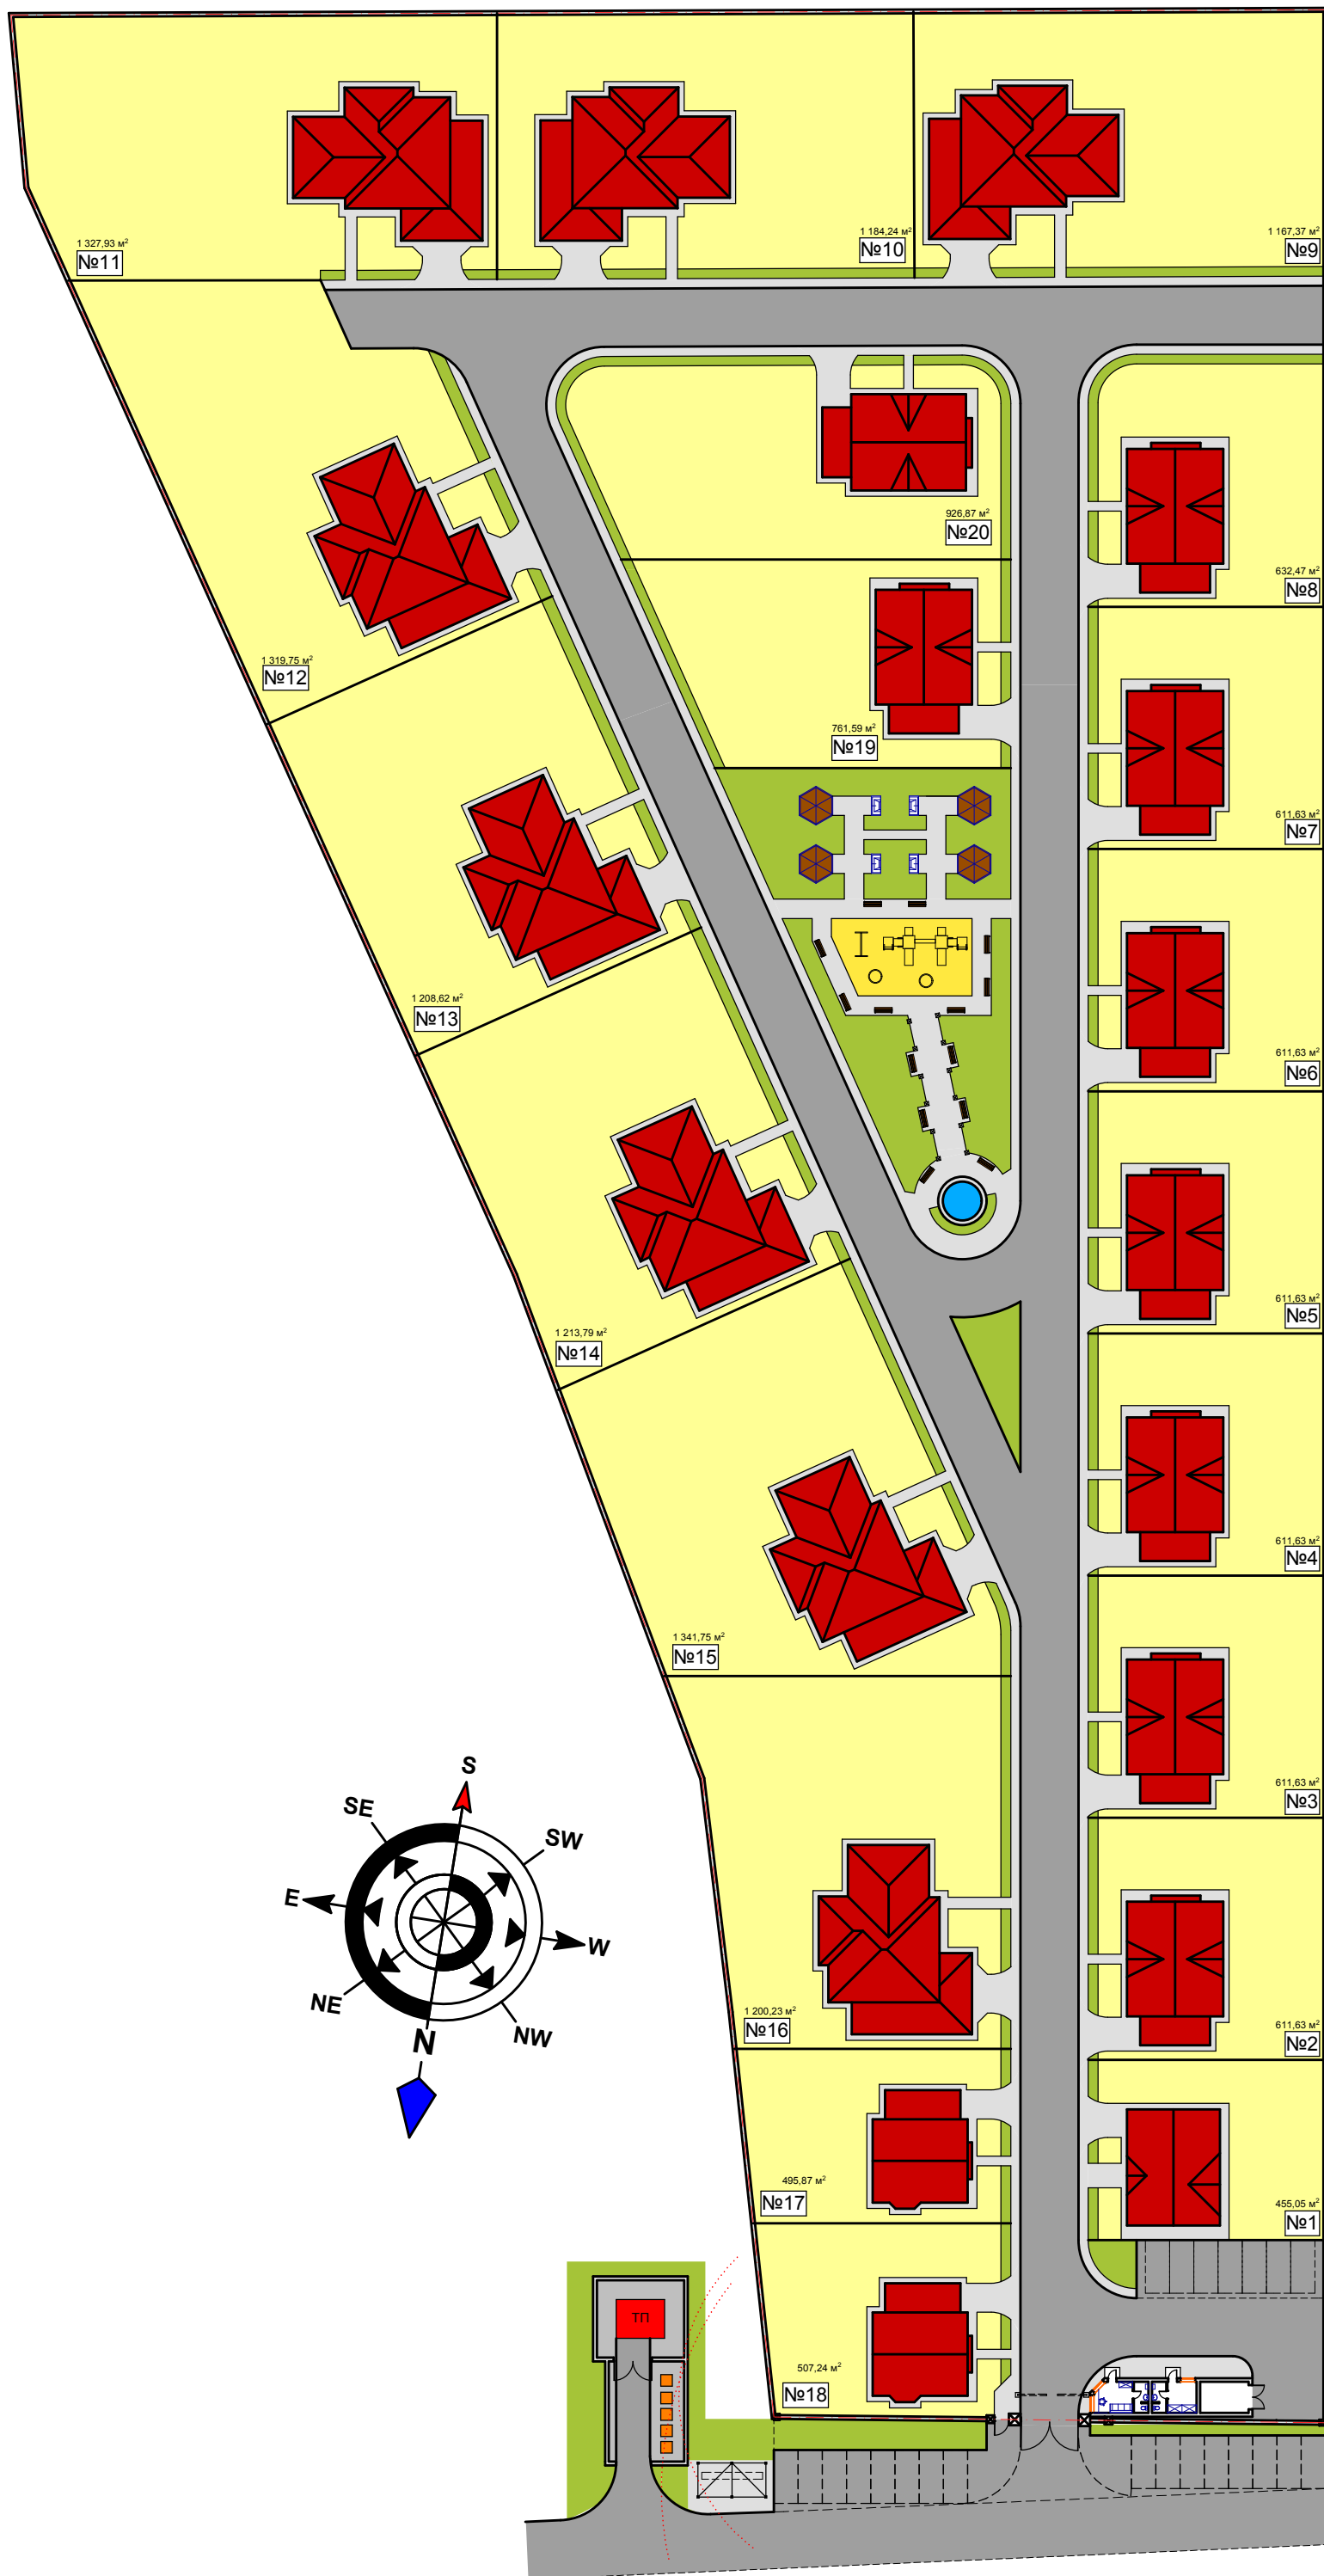 1 327,93 м²
№11
1 184,24 м²
№10
1 167,37 м²
№9
926,87 м²
№20
632,47 м²
№8
1 319,75 м²
№12
761,59 м²
№19
611,63 м²
№7
1 208,62 м²
№13
611,63 м²
№6
1 213,79 м²
№14
611,63 м²
№5
611,63 м²
№4
1 341,75 м²
№15
611,63 м²
№3
S
SE
SW
E
W
NE
NW
N
1 200,23 м²
№16
611,63 м²
№2
495,87 м²
№17
455,05 м²
№1
ТП
507,24 м²
№18